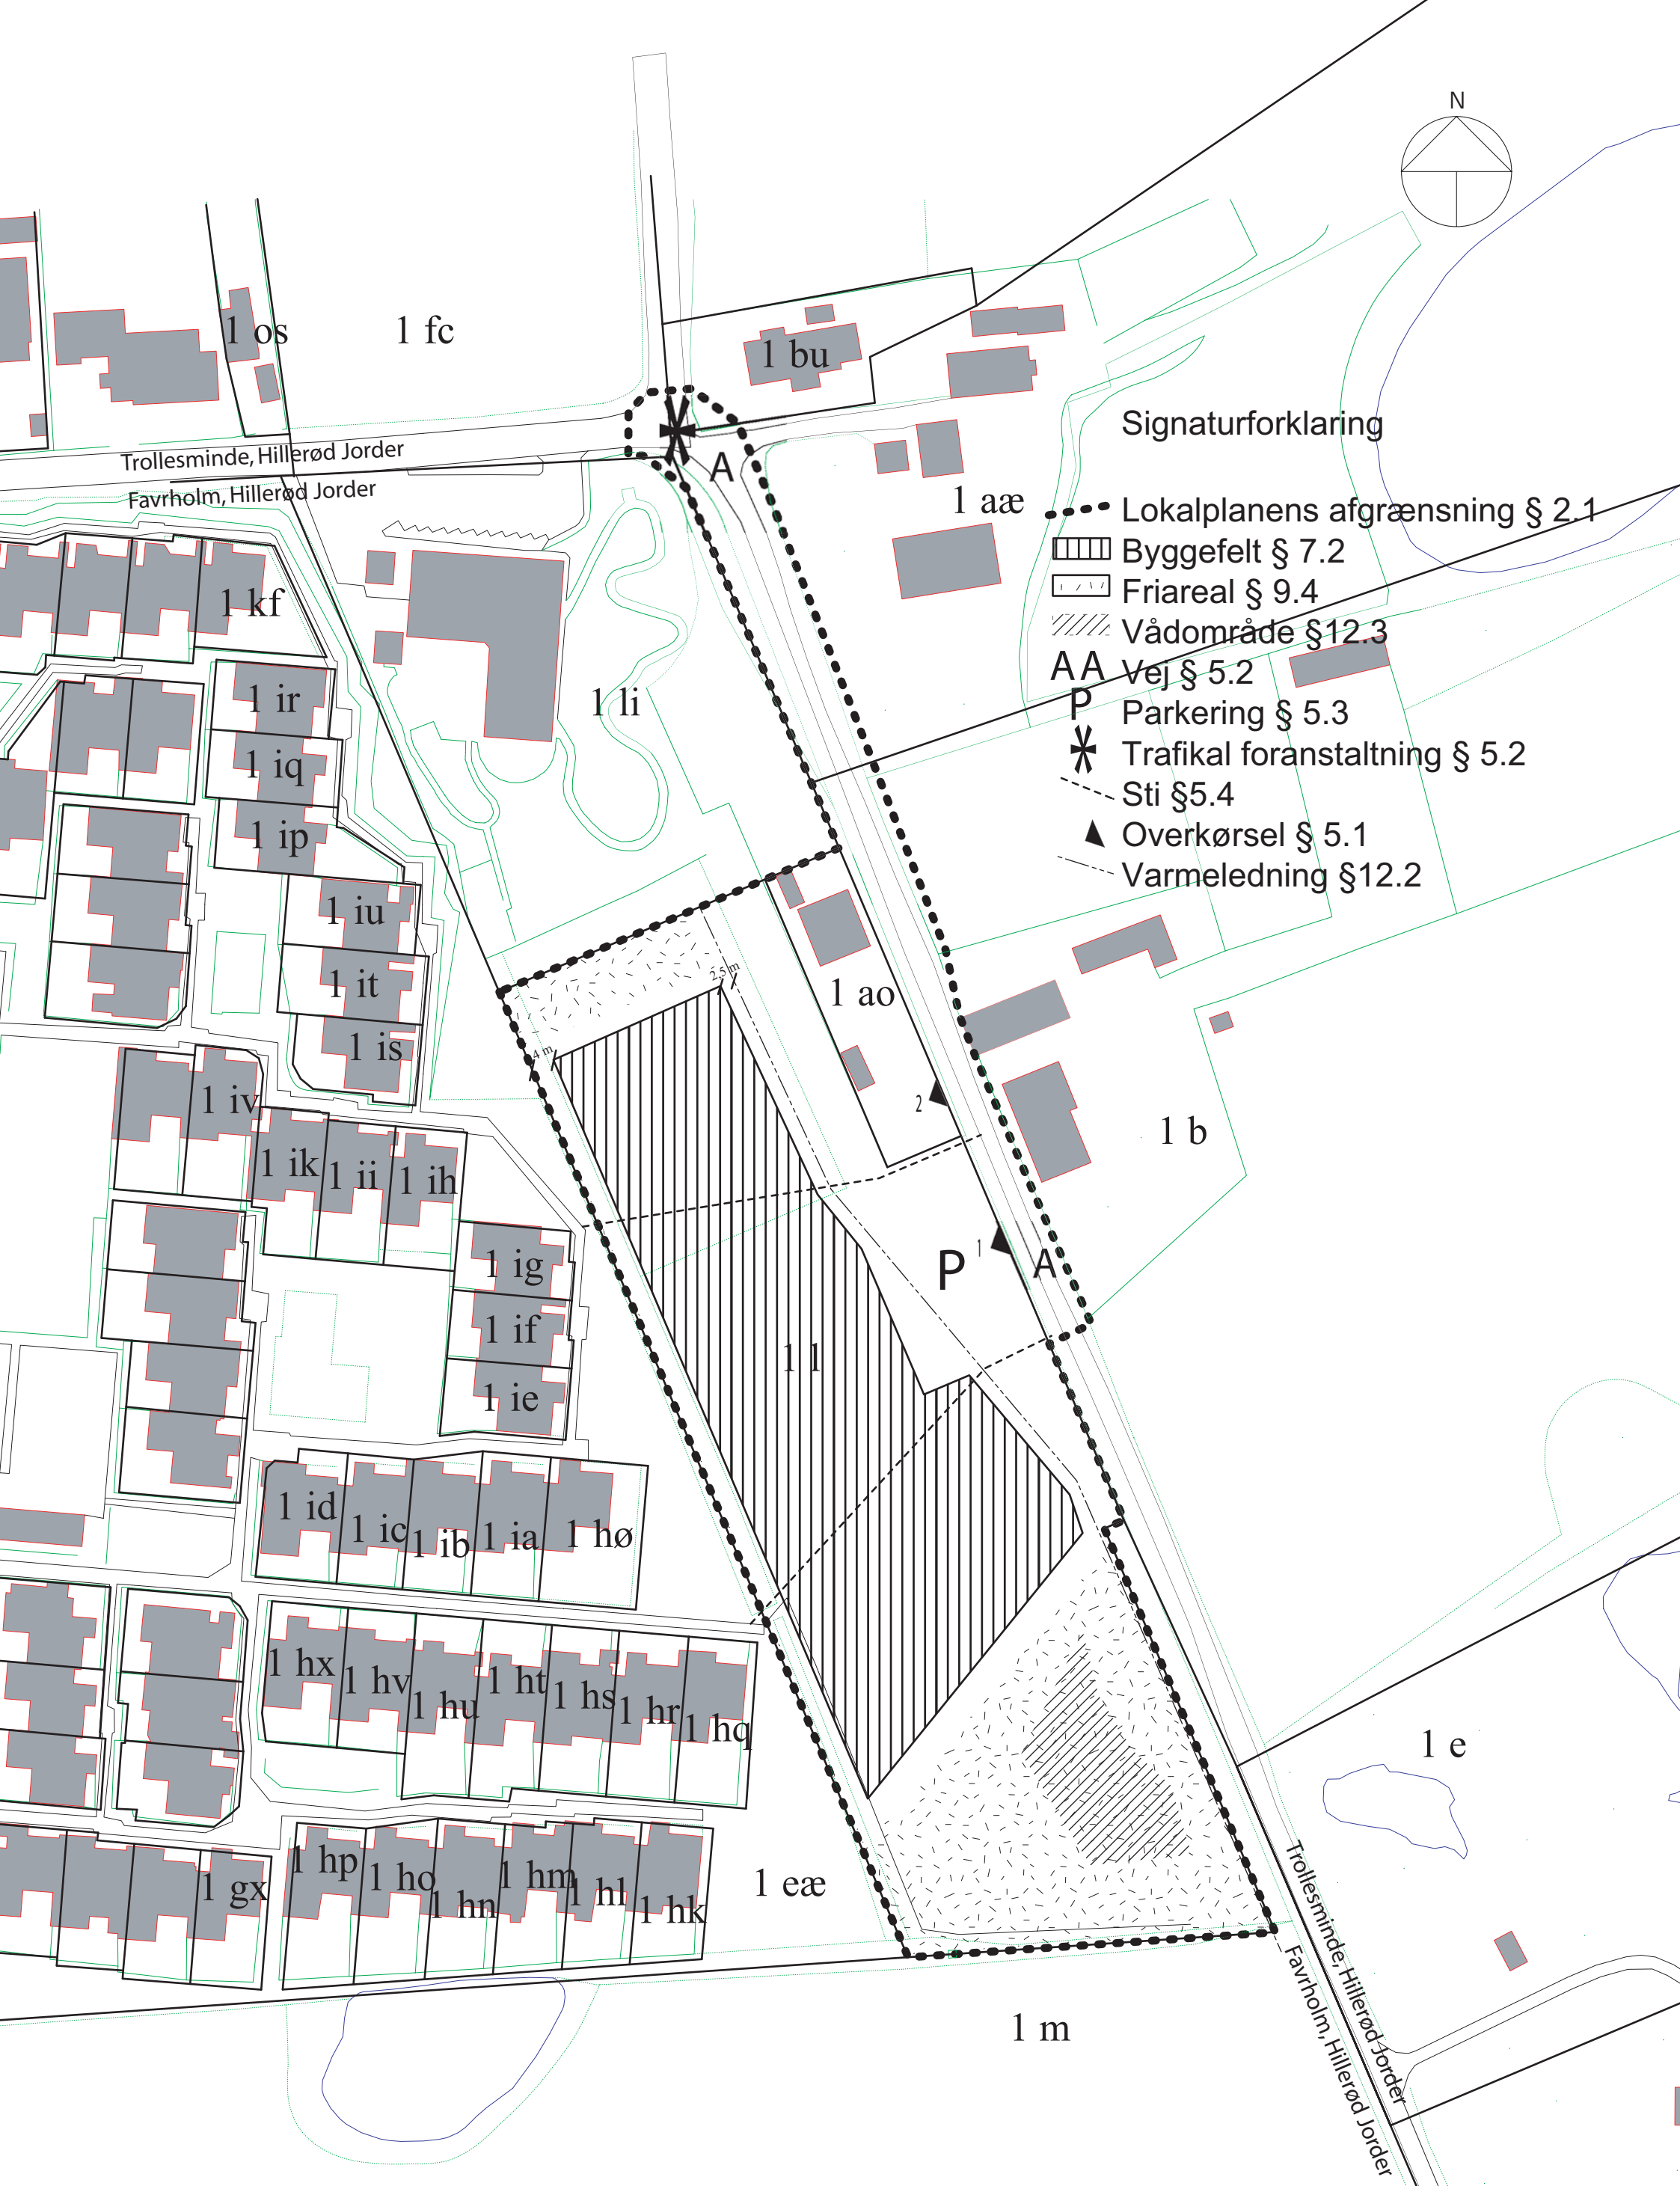 N
1 os
1 fc
1 bu
Trollesminde, Hillerød Jorder
Favrholm, Hillerød Jorder
A
1 aæ
Signaturforklaring
Lokalplanens afgrænsning § 2.1
Byggefelt § 7.2
Friareal § 9.4
Vådområde §12.3
A A Vej § 5.2
P Parkering § 5.3
Trafikal foranstaltning § 5.2
Sti §5.4
Overkørsel § 5.1
Varmeledning §12.2
1 kf
1 ir
1 li
1 iq
1 ip
1 iu
1 it
1 is
2,5 m
4 m
1 ao
2
1 b
1 iv
1 ik
1 ii
1 ih
1 ig
1 if
1 ie
P
1
A
1 l
1 id
1 ic
1 ib
1 ia
1 hø
1 hx
1 hv
1 hu
1 ht
1 hs
1 hr
1 hq
1 e
1 gx
1 hp
1 ho
1 hn
1 hm
1 hl
1 hk
1 eæ
1 m
Trollesminde, Hillerød Jorder
Favrholm, Hillerød Jorder